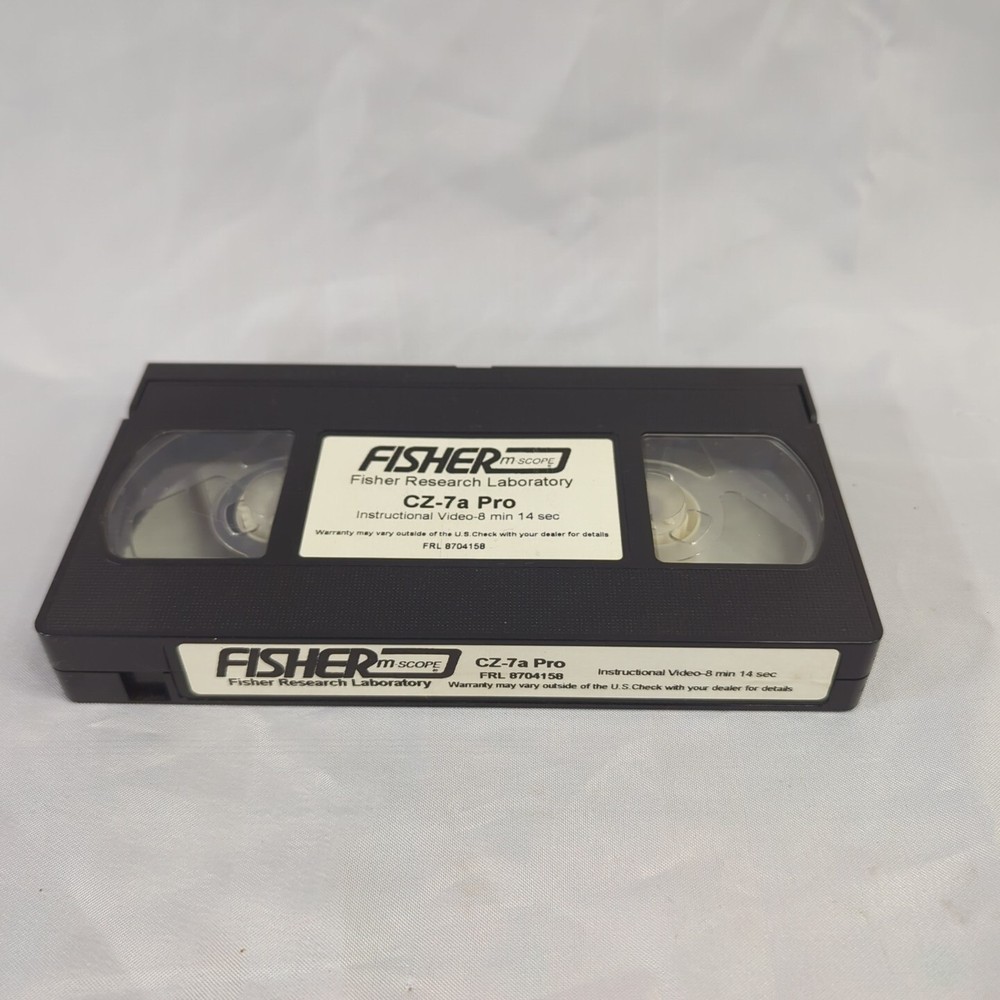 FISHER m-SCOPE
Fisher Research Laboratory
CZ-7a Pro
Instructional Video-8 min 14 sec
Warranty may vary outside of the U.S.Check with your dealer for details
FRL 8704158
FISHER m-SCOPE
Fisher Research Laboratory
CZ-7a Pro
FRL 8704158
Instructional Video-8 min 14 sec
Warranty may vary outside of the U.S.Check with your dealer for details